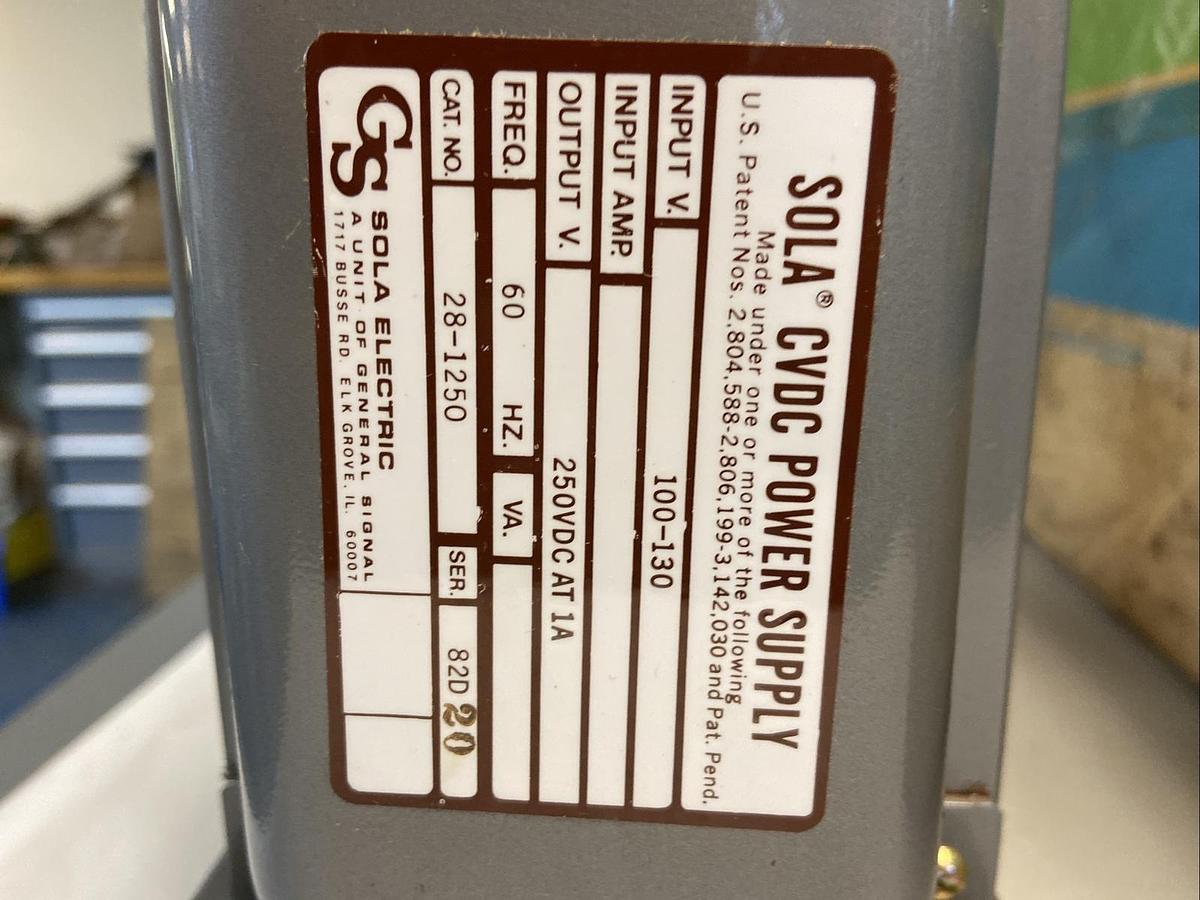 SOLA® CVDC POWER SUPPLY
Made under one or more of the following
U.S. Patent Nos. 2,804,588-2,806,199-3,142,030 and Pat. Pend.
INPUT V. 100-130
INPUT AMP.
OUTPUT V. 250VDC AT 1A
FREQ. 60 HZ. VA.
CAT. NO. 28-1250 SER. 82D 20
GS SOLA ELECTRIC
A UNIT OF GENERAL SIGNAL
1717 BUSSE RD. ELK GROVE, IL. 60007